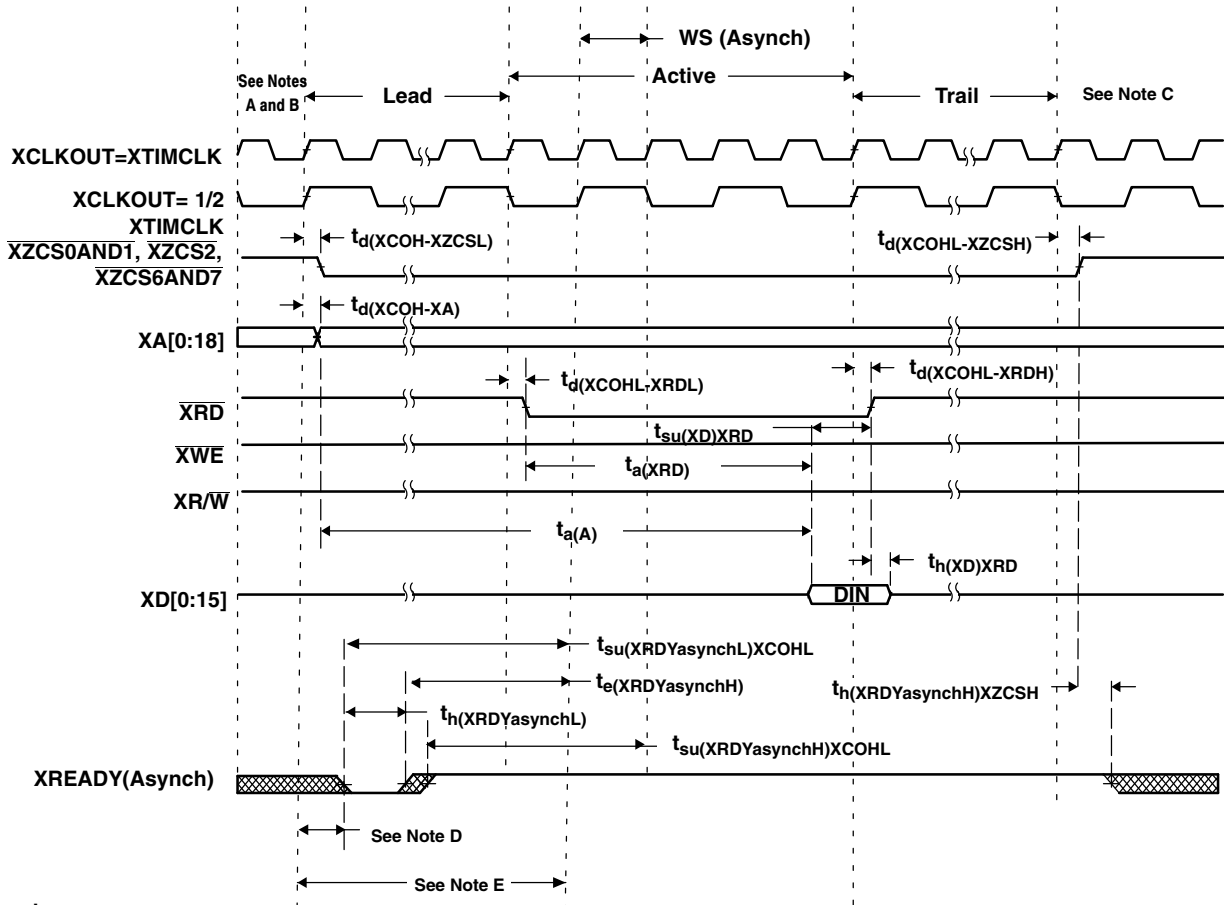 WS (Asynch)
Active
See Notes
A and B
Lead
Trail
See Note C
XCLKOUT=XTIMCLK
XCLKOUT= 1/2
XTIMCLK
XZCS0AND1, XZCS2,
XZCS6AND7
td(XCOH-XZCSL)
td(XCOHL-XZCSH)
td(XCOH-XA)
XA[0:18]
td(XCOHL-XRDL)
td(XCOHL-XRDH)
XRD
tsu(XD)XRD
XWE
ta(XRD)
XR/W
ta(A)
th(XD)XRD
XD[0:15]
DIN
tsu(XRDYasynchL)XCOHL
te(XRDYasynchH)
th(XRDYasynchH)XZCSH
th(XRDYasynchL)
tsu(XRDYasynchH)XCOHL
XREADY(Asynch)
See Note D
See Note E